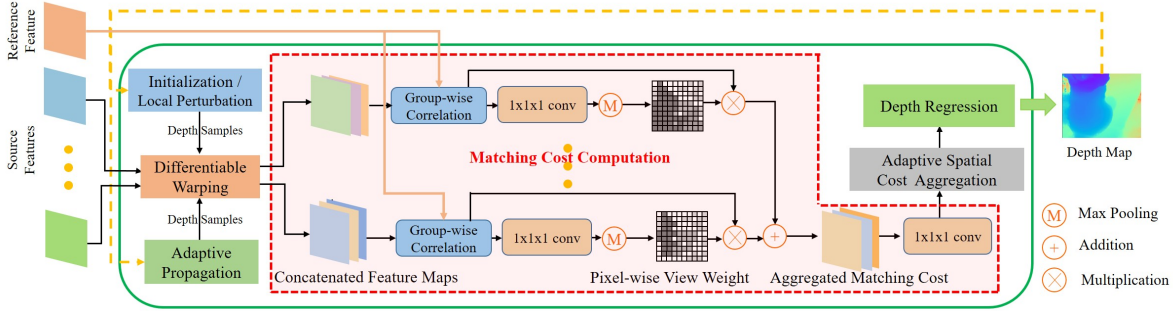 Reference
Feature
Source
Features
Initialization /
Local Perturbation
Depth Samples
Differentiable
Warping
Depth Samples
Adaptive
Propagation
Group-wise
Correlation
1x1x1 conv
M
Matching Cost Computation
Group-wise
Correlation
1x1x1 conv
M
Concatenated Feature Maps
Pixel-wise View Weight
Aggregated Matching Cost
1x1x1 conv
Adaptive Spatial
Cost Aggregation
Depth Regression
Depth Map
M Max Pooling
+ Addition
Multiplication